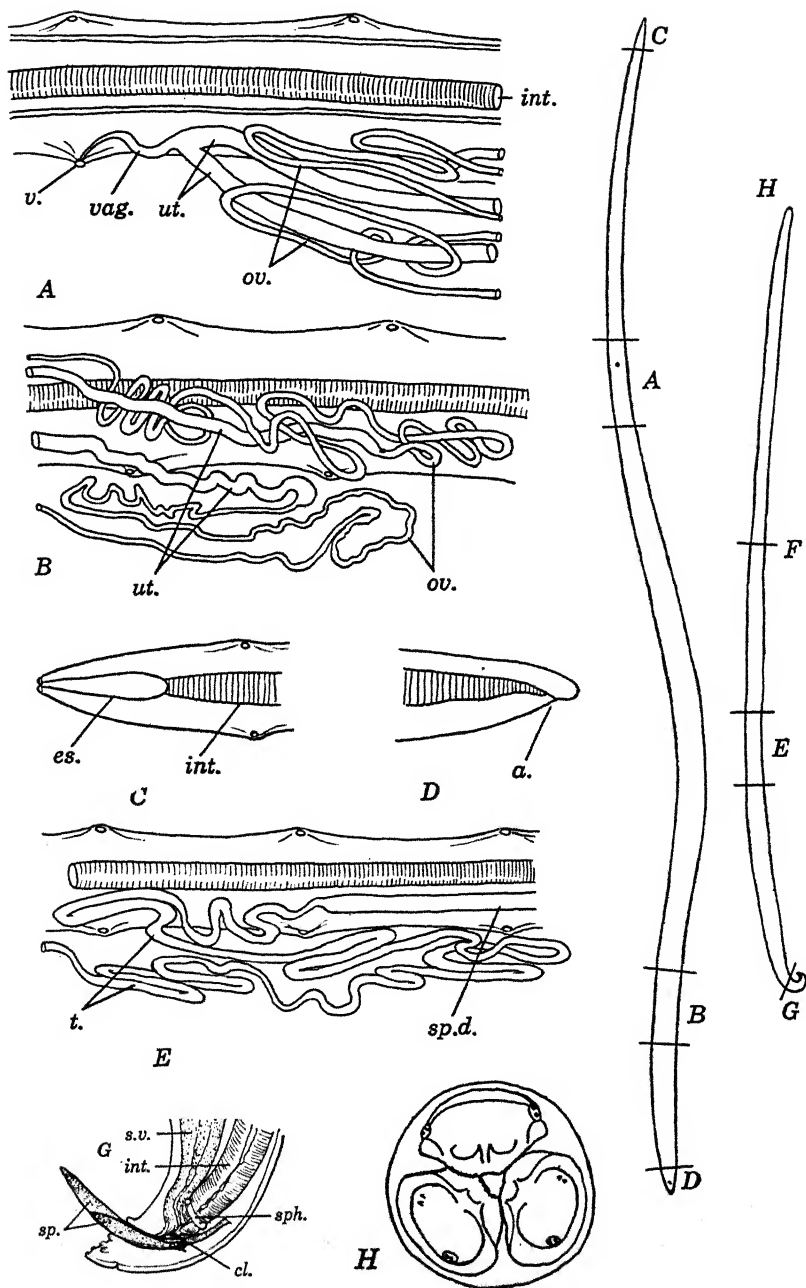 int.
v.
vag.
ut.
ov.
A
B
ut.
ov.
es.
int.
a.
C
D
t.
sp.d.
E
G
s.v.
int.
sp.
sph.
cl.
H
C
A
B
D
H
F
E
G